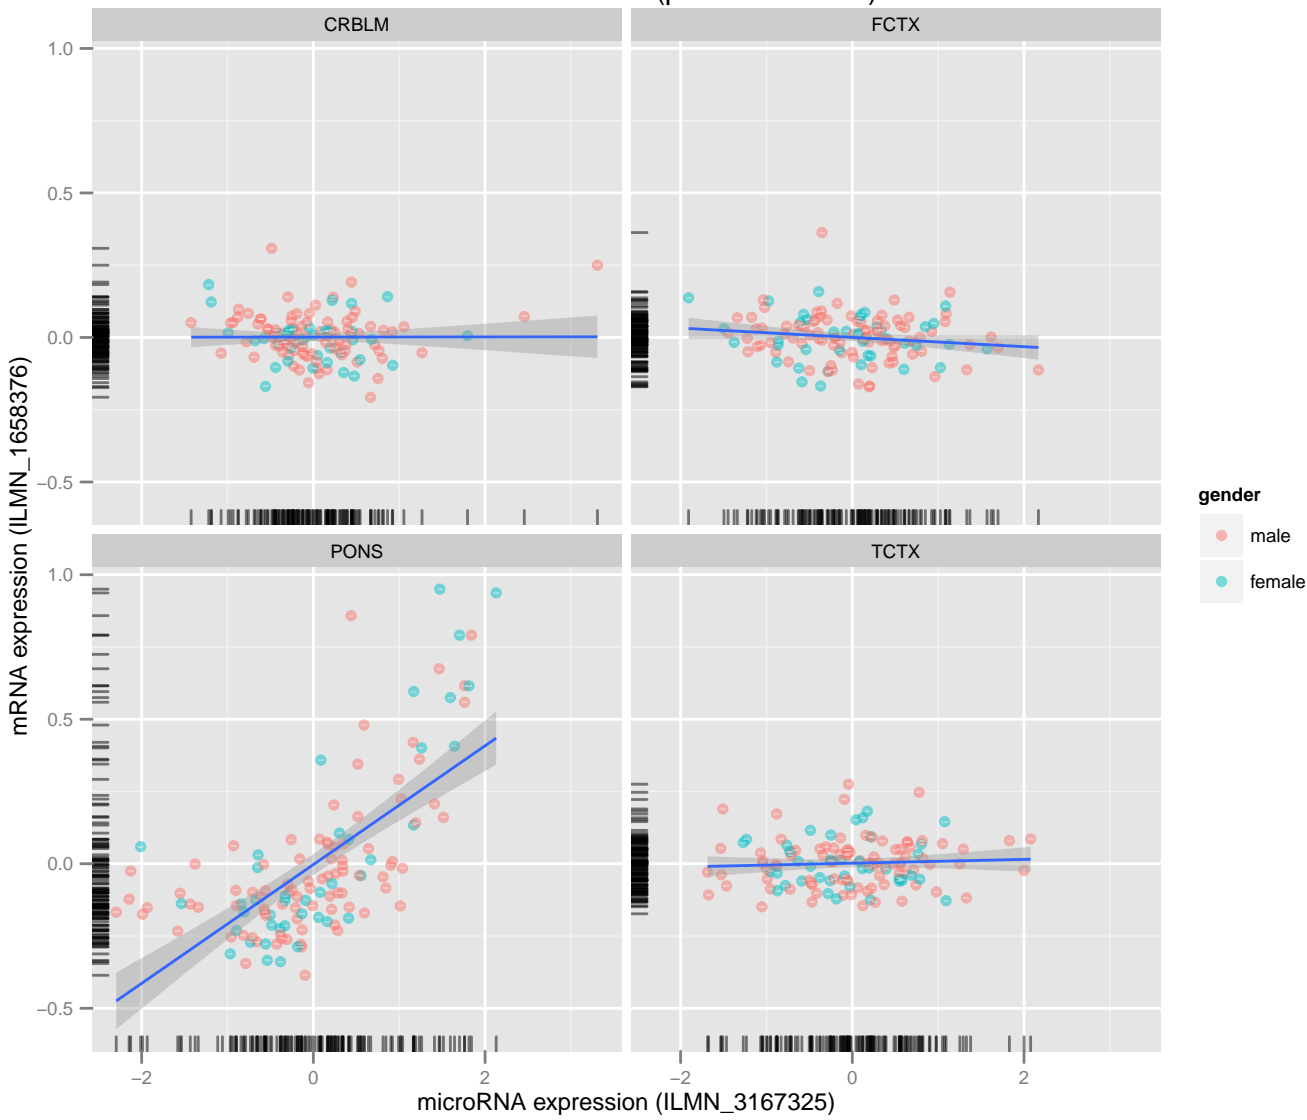 CRBLM
FCTX
1.0
0.5
0.0
−0.5
PONS
TCTX
1.0
0.5
0.0
−0.5
−2
0
2
−2
0
2
microRNA expression (ILMN_3167325)
mRNA expression (ILMN_1658376)
gender
male
female